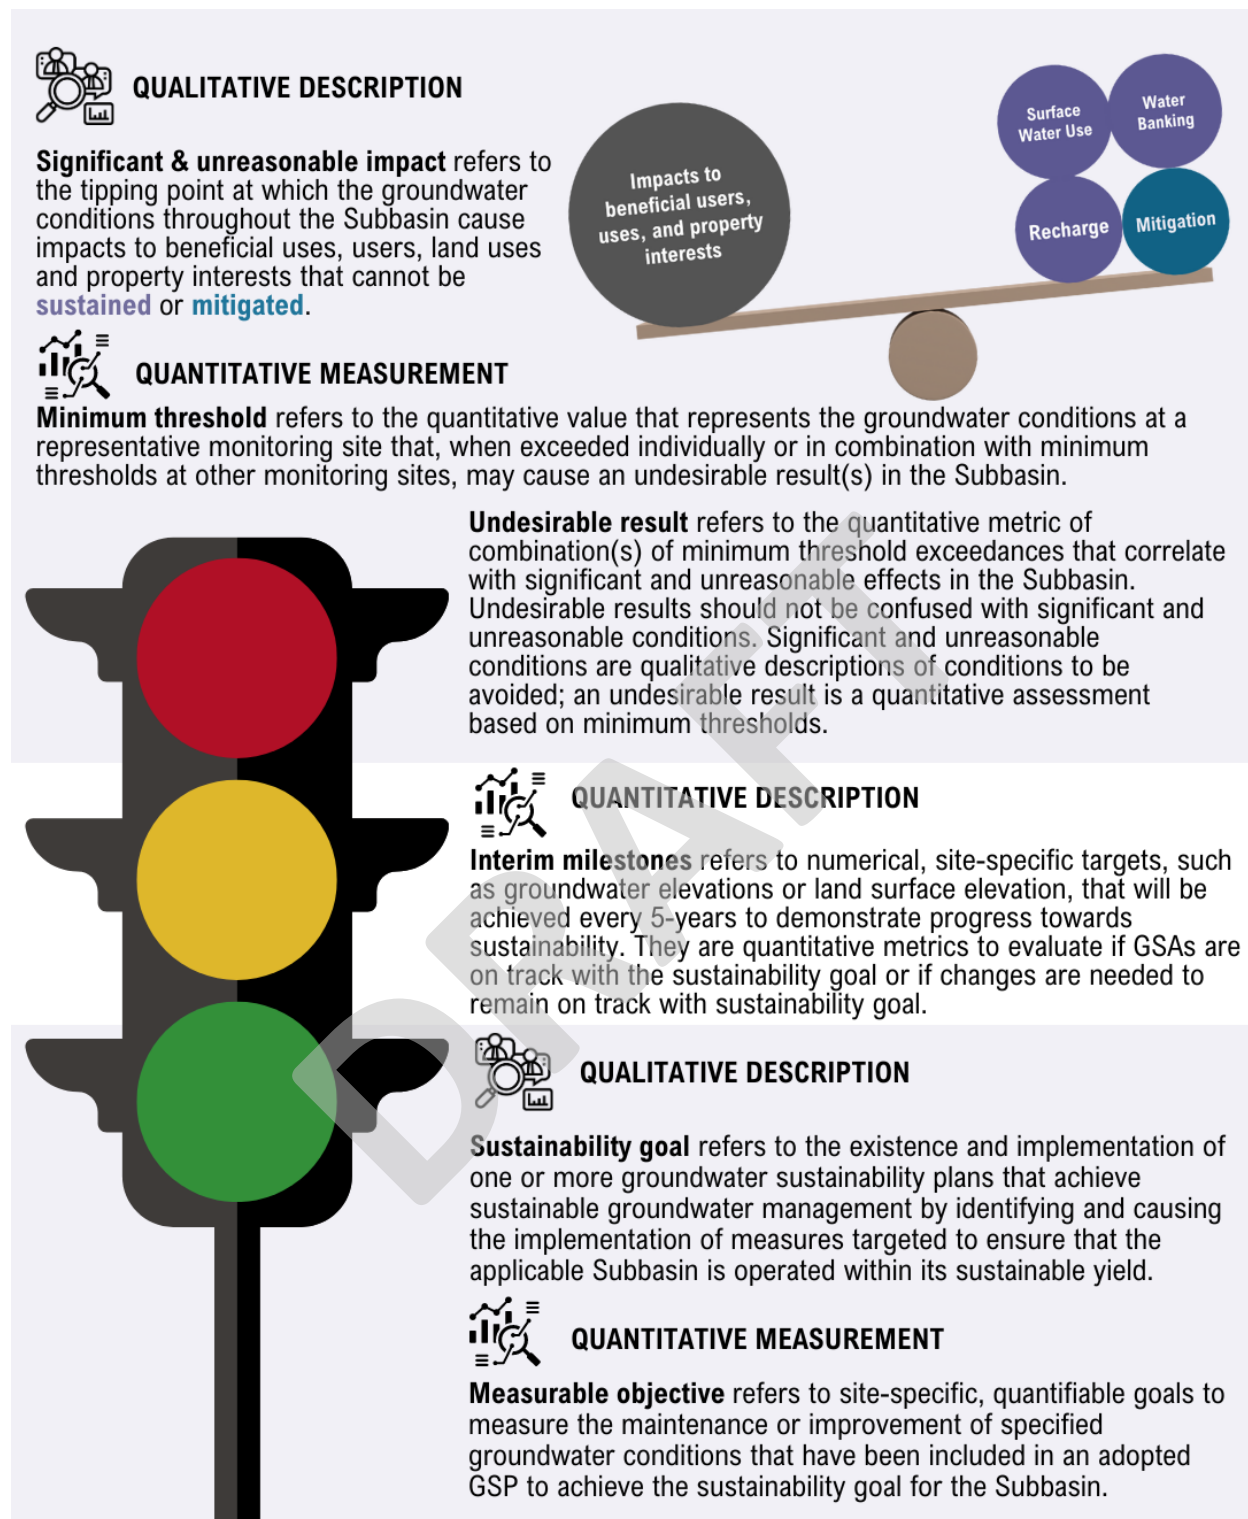 QUALITATIVE DESCRIPTION
Significant & unreasonable impact refers to
the tipping point at which the groundwater
conditions throughout the Subbasin cause
impacts to beneficial uses, users, land uses
and property interests that cannot be
sustained or mitigated.
Impacts to
beneficial users,
uses, and property
interests
Surface
Water Use
Water
Banking
Recharge
Mitigation
QUANTITATIVE MEASUREMENT
Minimum threshold refers to the quantitative value that represents the groundwater conditions at a
representative monitoring site that, when exceeded individually or in combination with minimum
thresholds at other monitoring sites, may cause an undesirable result(s) in the Subbasin.
Undesirable result refers to the quantitative metric of
combination(s) of minimum threshold exceedances that correlate
with significant and unreasonable effects in the Subbasin.
Undesirable results should not be confused with significant and
unreasonable conditions. Significant and unreasonable
conditions are qualitative descriptions of conditions to be
avoided; an undesirable result is a quantitative assessment
based on minimum thresholds.
QUANTITATIVE DESCRIPTION
Interim milestones refers to numerical, site-specific targets, such
as groundwater elevations or land surface elevation, that will be
achieved every 5-years to demonstrate progress towards
sustainability. They are quantitative metrics to evaluate if GSAs are
on track with the sustainability goal or if changes are needed to
remain on track with sustainability goal.
QUALITATIVE DESCRIPTION
Sustainability goal refers to the existence and implementation of
one or more groundwater sustainability plans that achieve
sustainable groundwater management by identifying and causing
the implementation of measures targeted to ensure that the
applicable Subbasin is operated within its sustainable yield.
QUANTITATIVE MEASUREMENT
Measurable objective refers to site-specific, quantifiable goals to
measure the maintenance or improvement of specified
groundwater conditions that have been included in an adopted
GSP to achieve the sustainability goal for the Subbasin.
DRAFT